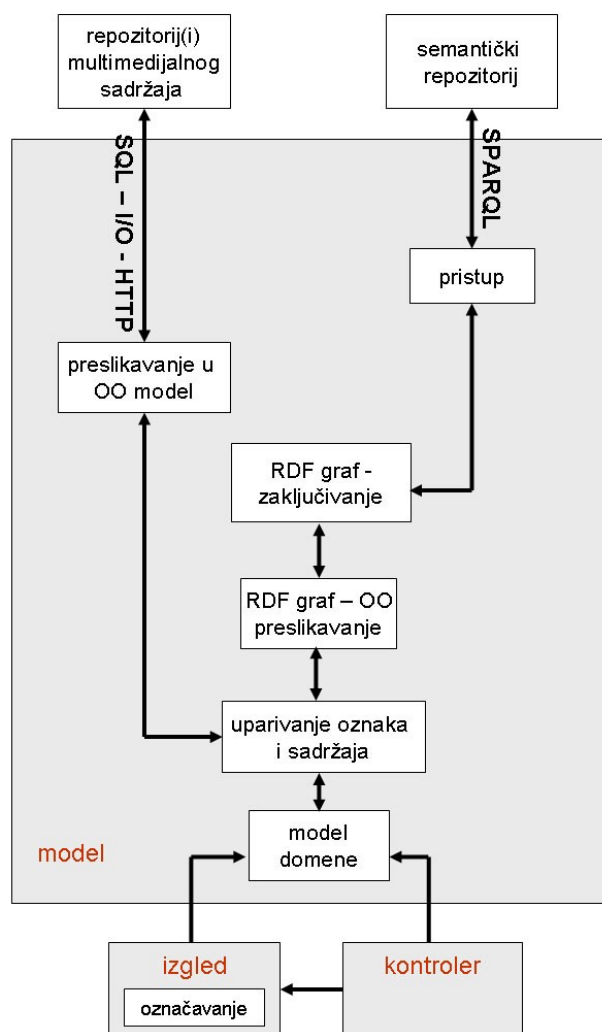 repozitorij(i)
multimedijalnog
sadržaja
semantički
repozitorij
SQL – I/O - HTTP
SPARQL
pristup
preslikavanje u
OO model
RDF graf -
zaključivanje
RDF graf – OO
preslikavanje
uparivanje oznaka
i sadržaja
model
domene
model
izgled
označavanje
kontroler